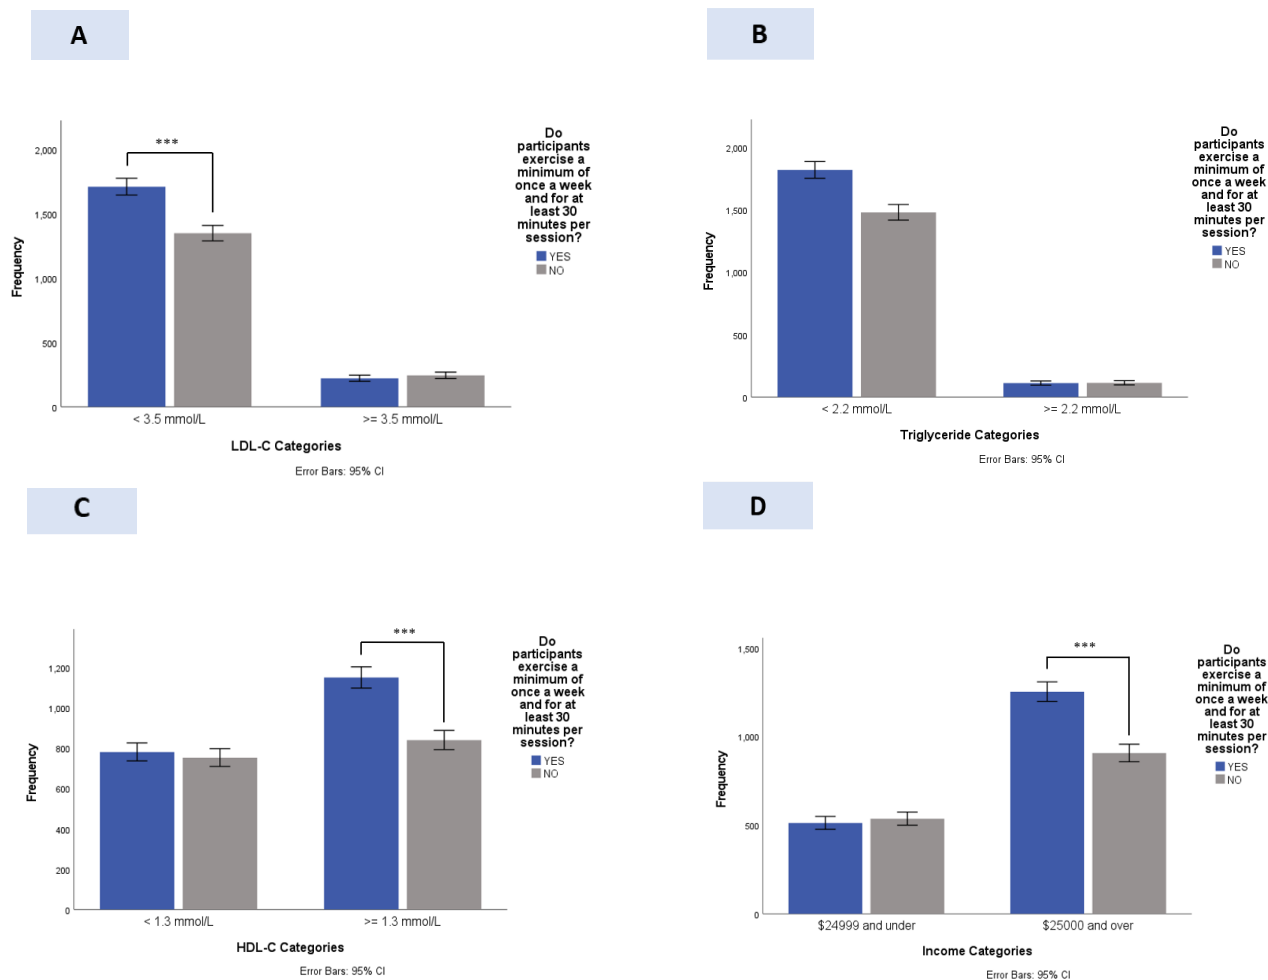 A
***
2,000
1,500
1,000
500
0
Frequency
< 3.5 mmol/L
>= 3.5 mmol/L
LDL-C Categories
Error Bars: 95% CI
Do
participants
exercise a
minimum of
once a week
and for at
least 30
minutes per
session?
YES
NO
B
2,000
1,500
1,000
500
0
Frequency
< 2.2 mmol/L
>= 2.2 mmol/L
Triglyceride Categories
Error Bars: 95% CI
Do
participants
exercise a
minimum of
once a week
and for at
least 30
minutes per
session?
YES
NO
C
***
1,200
1,000
800
600
400
200
0
Frequency
< 1.3 mmol/L
>= 1.3 mmol/L
HDL-C Categories
Error Bars: 95% CI
Do
participants
exercise a
minimum of
once a week
and for at
least 30
minutes per
session?
YES
NO
D
***
1,500
1,000
500
0
Frequency
$24999 and under
$25000 and over
Income Categories
Error Bars: 95% CI
Do
participants
exercise a
minimum of
once a week
and for at
least 30
minutes per
session?
YES
NO